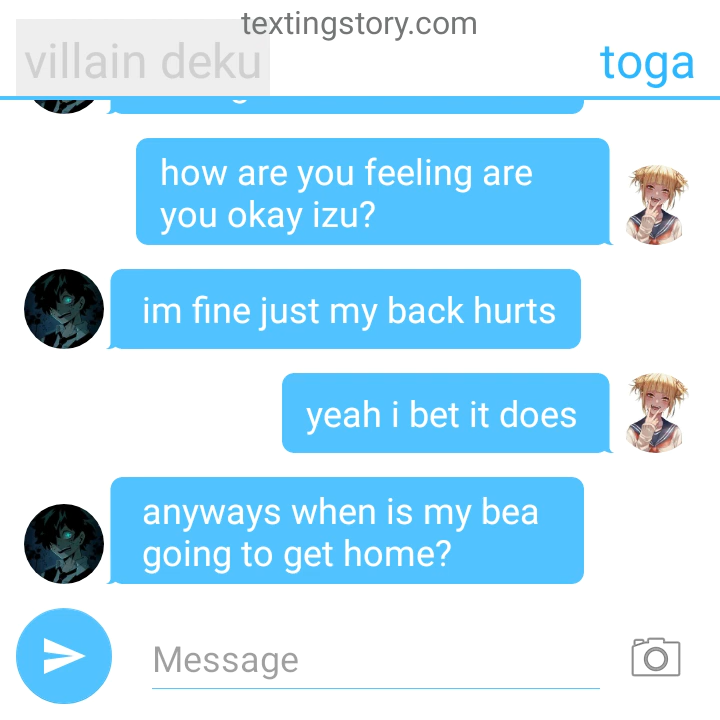 textingstory.com
villain deku
toga
how are you feeling are
you okay izu?
im fine just my back hurts
yeah i bet it does
anyways when is my bea
going to get home?
Message